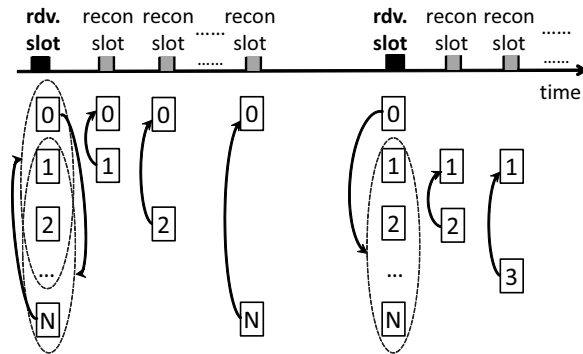 rdv. recon recon recon rdv. recon recon
slot slot slot ...... slot slot slot slot ......
...... ......
time
0 0 0 0 0
1 1 1 1 1
2 2 2 2
... ... 3
N N N